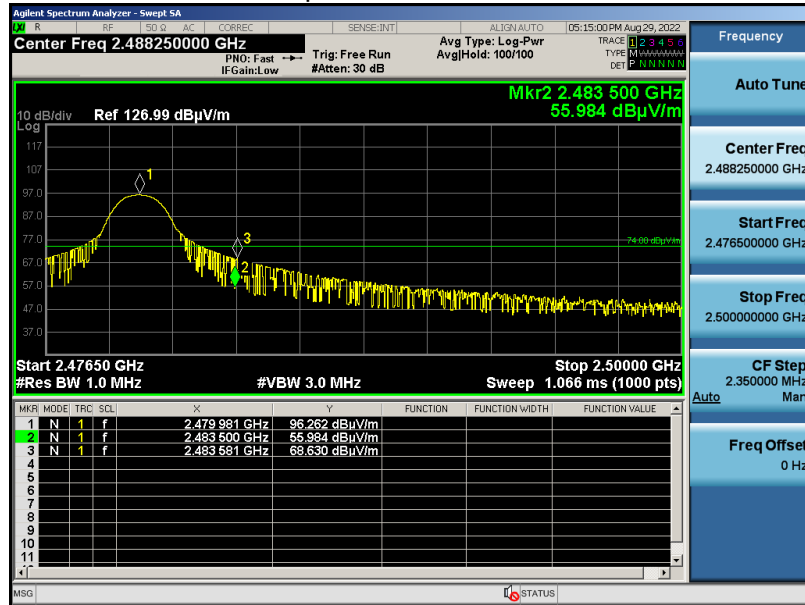 Agilent Spectrum Analyzer - Swept SA
LXI R RF 50 Ω AC CORREC SENSE:INT ALIGN AUTO 05:15:00 PM Aug 29, 2022
Center Freq 2.488250000 GHz
PNO: Fast
IFGain:Low
Trig: Free Run
#Atten: 30 dB
Avg Type: Log-Pwr
Avg|Hold: 100/100
TRACE 1 2 3 4 5 6
TYPE M
DET P N N N N N
Mkr2 2.483 500 GHz
55.984 dBµV/m
10 dB/div Ref 126.99 dBµV/m
Log
117
107
97.0
87.0
77.0
67.0
57.0
47.0
37.0
1
3
2
74.00 dBµV/m
Start 2.47650 GHz Stop 2.50000 GHz
#Res BW 1.0 MHz #VBW 3.0 MHz Sweep 1.066 ms (1000 pts)
MKR MODE TRC SCL X Y FUNCTION FUNCTION WIDTH FUNCTION VALUE
1 N 1 f 2.479 981 GHz 96.262 dBµV/m
2 N 1 f 2.483 500 GHz 55.984 dBµV/m
3 N 1 f 2.483 581 GHz 68.630 dBµV/m
4
5
6
7
8
9
10
11
MSG STATUS
Frequency
Auto Tune
Center Freq
2.488250000 GHz
Start Freq
2.476500000 GHz
Stop Freq
2.500000000 GHz
CF Step
2.350000 MHz
Auto Man
Freq Offset
0 Hz